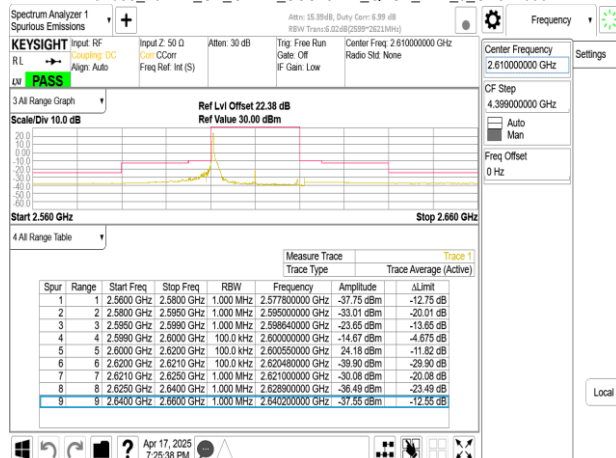 Spectrum Analyzer 1
Spurious Emissions
Attn: 15.39dB, Duty Corr: 6.99 dB
RBW Trans:6.02dB(2599~2621MHz)
Frequency
KEYSIGHT
Input: RF
Input Z: 50 Ω
Atten: 30 dB
Trig: Free Run
Center Freq: 2.610000000 GHz
RL
Coupling: DC
Corr CCorr
Gate: Off
Radio Std: None
Align: Auto
Freq Ref: Int (S)
IF Gain: Low
LXI
PASS
Center Frequency
2.610000000 GHz
Settings
CF Step
4.399000000 GHz
Auto
Man
Freq Offset
0 Hz
3 All Range Graph
Ref Lvl Offset 22.38 dB
Scale/Div 10.0 dB
Ref Value 30.00 dBm
20.0
10.0
0.0
-10.0
-20.0
-30.0
-40.0
-50.0
-60.0
Start 2.560 GHz
Stop 2.660 GHz
4 All Range Table
Measure Trace Trace 1
Trace Type Trace Average (Active)
Spur Range Start Freq Stop Freq RBW Frequency Amplitude ΔLimit
1 1 2.5600 GHz 2.5800 GHz 1.000 MHz 2.577800000 GHz -37.75 dBm -12.75 dB
2 2 2.5800 GHz 2.5950 GHz 1.000 MHz 2.595000000 GHz -33.01 dBm -20.01 dB
3 3 2.5950 GHz 2.5990 GHz 1.000 MHz 2.598640000 GHz -23.65 dBm -13.65 dB
4 4 2.5990 GHz 2.6000 GHz 100.0 kHz 2.600000000 GHz -14.67 dBm -4.675 dB
5 5 2.6000 GHz 2.6200 GHz 100.0 kHz 2.600550000 GHz 24.18 dBm -11.82 dB
6 6 2.6200 GHz 2.6210 GHz 100.0 kHz 2.620480000 GHz -39.90 dBm -29.90 dB
7 7 2.6210 GHz 2.6250 GHz 1.000 MHz 2.621000000 GHz -30.08 dBm -20.08 dB
8 8 2.6250 GHz 2.6400 GHz 1.000 MHz 2.628900000 GHz -36.49 dBm -23.49 dB
9 9 2.6400 GHz 2.6600 GHz 1.000 MHz 2.640200000 GHz -37.55 dBm -12.55 dB
Local
Apr 17, 2025
7:25:38 PM